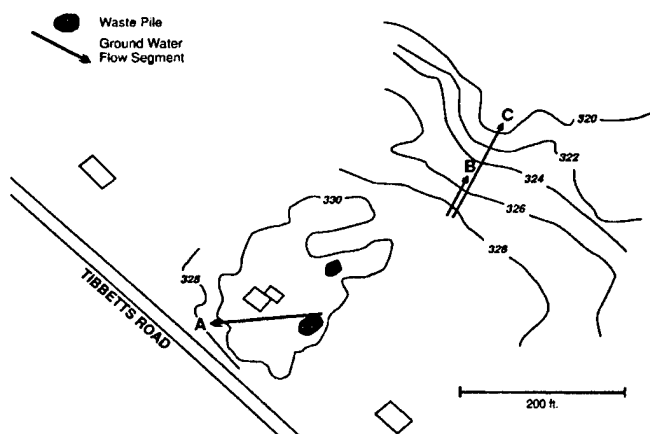 Waste Pile
Ground Water
Flow Segment
C
320
322
B
324
330
326
328
328
A
TIBBETTS ROAD
200 ft.